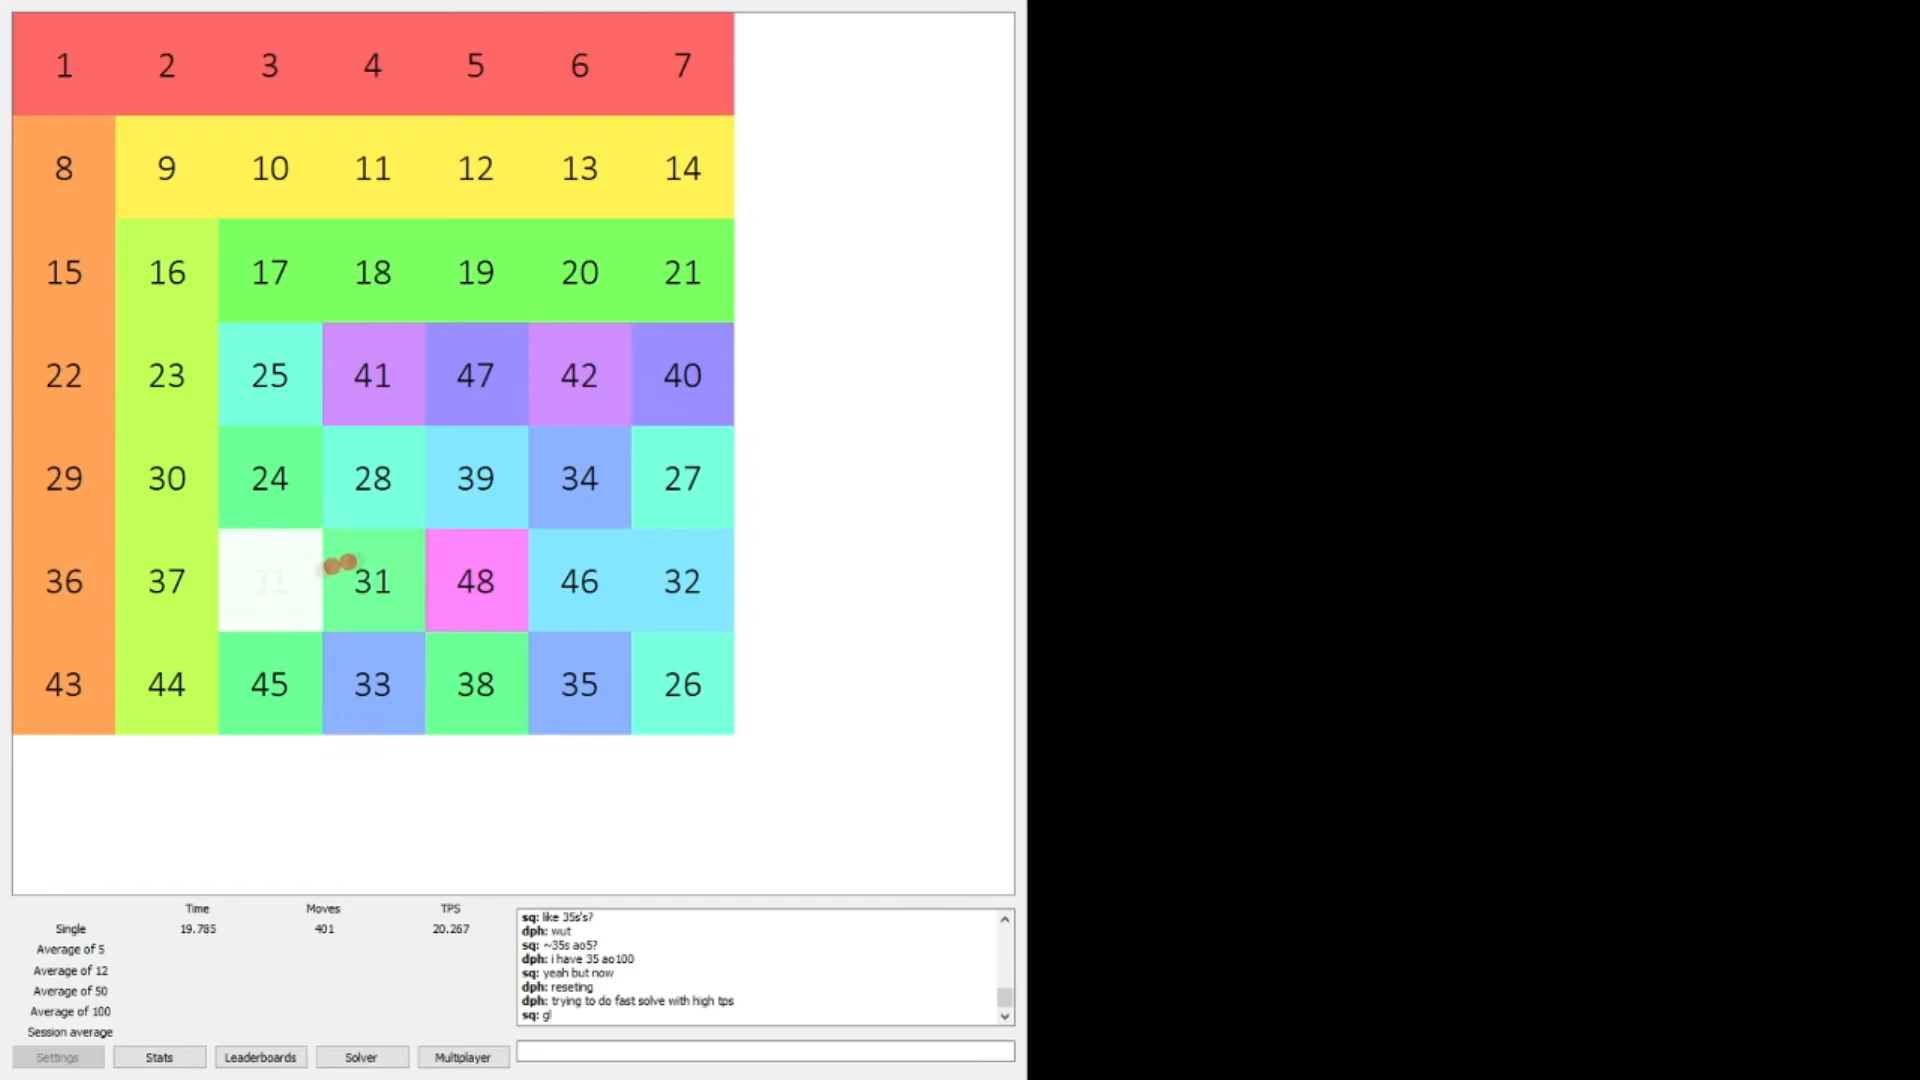 1 2 3 4 5 6 7
8 9 10 11 12 13 14
15 16 17 18 19 20 21
22 23 25 41 47 42 40
29 30 24 28 39 34 27
36 37 31 31 48 46 32
43 44 45 33 38 35 26
Time Moves TPS
Single 19.785 401 20.267
Average of 5
Average of 12
Average of 50
Average of 100
Session average
sq: like 35s's?
dph: wut
sq: ~35s ao5?
dph: i have 35 ao100
sq: yeah but now
dph: reseting
dph: trying to do fast solve with high tps
sq: gl
Settings Stats Leaderboards Solver Multiplayer